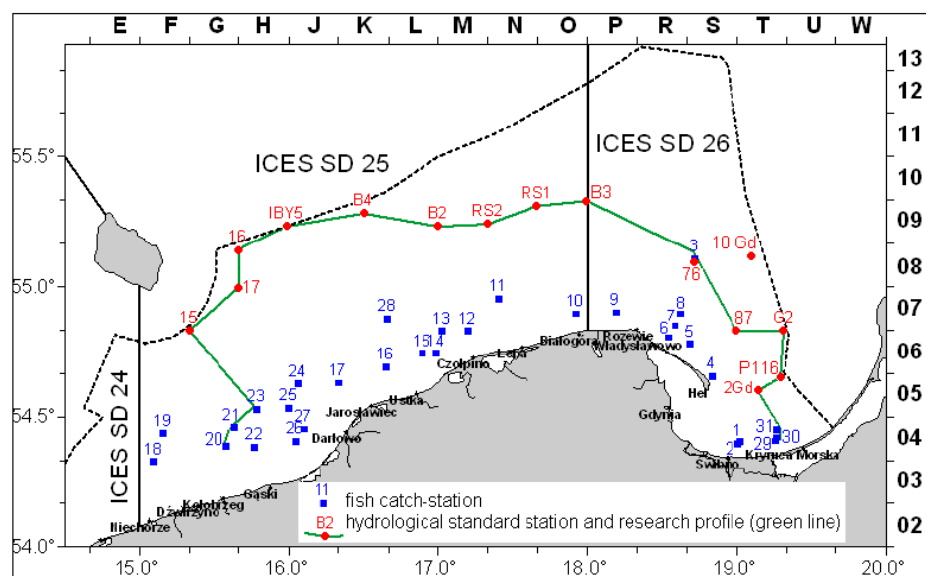 E F G H J K L M N O P R S T U W
13
12
ICES SD 26
11
55.5°
ICES SD 25
10
RS1 B3
B4
IBY5 B2 RS2
09
16 3 10 Gd
76
08
55.0°
17
11
28 10 9 8
07
15 13 12 7 87 G2
6
Białogóra Rozewie
Władysławowo 5
15 14
Łeba
06
16 Czołpino
P116
24 17 4
2Gd
Hel
05
ICES SD 24
23 25 Ustka
Jarosławiec
Gdynia
54.5°
21 27
19 26 Darłowo
20 22
1 31
30
2 29
04
18
Krynica Morska
Świbno
Gąski
03
Kołobrzeg
Dźwirzyno
11 fish catch-station
Niechorze
B2 hydrological standard station and research profile (green line)
02
54.0°
15.0° 16.0° 17.0° 18.0° 19.0° 20.0°